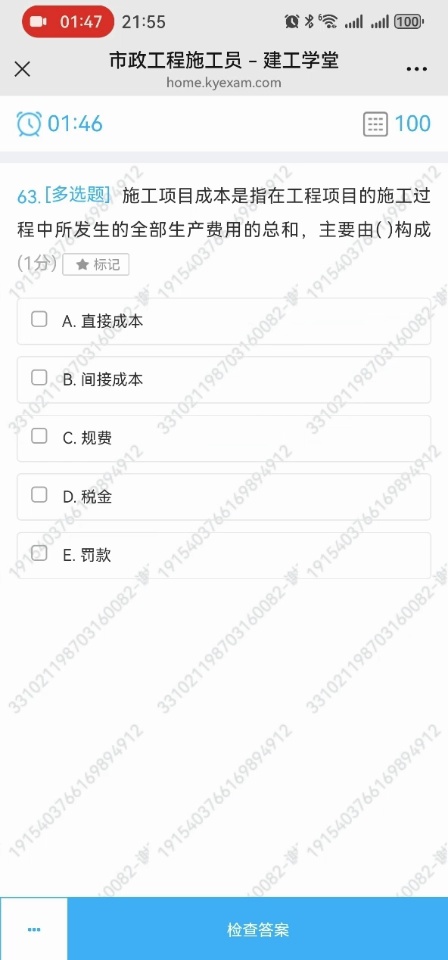 01:47 21:55 6 100
市政工程施工员 – 建工学堂
home.kyexam.com
01:46 100
63.[多选题] 施工项目成本是指在工程项目的施工过
程中所发生的全部生产费用的总和，主要由( )构成
(1分) ★ 标记
A. 直接成本
B. 间接成本
C. 规费
D. 税金
E. 罚款
1915403766169894912
331021198703160082-谢
检查答案